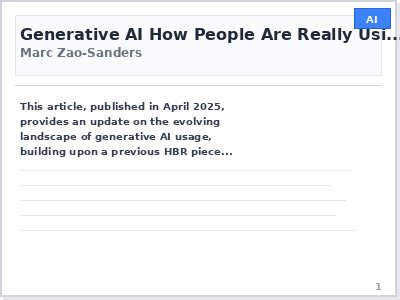 Generative AI How People Are Really Usi...
AI
Marc Zao-Sanders
This article, published in April 2025,
provides an update on the evolving
landscape of generative AI usage,
building upon a previous HBR piece...
1